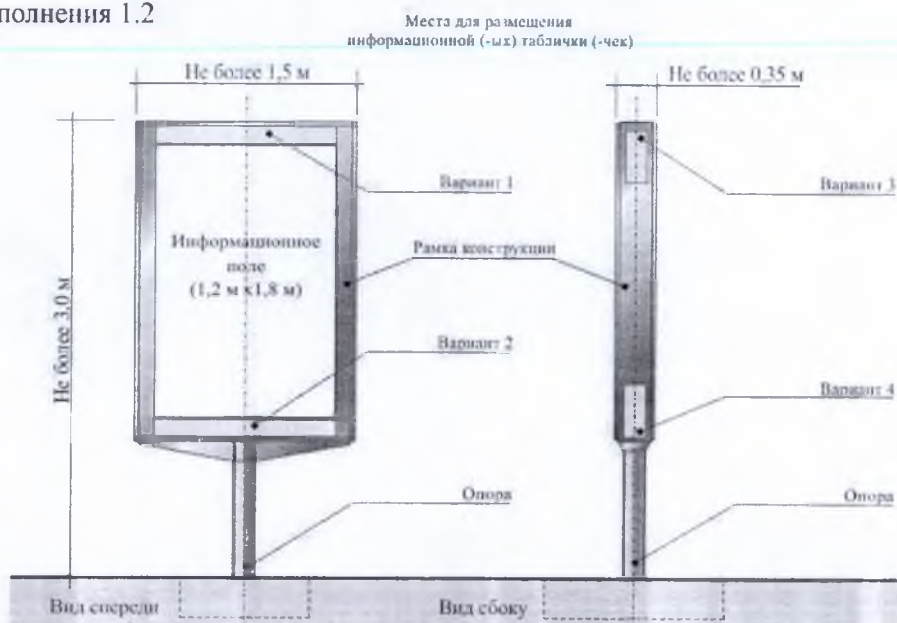 полнения 1.2
Места для размещения
информационной (-ых) таблички (-чек)
Не более 1,5 м
Не более 0,35 м
Вариант 1
Вариант 3
Информационное
поле
(1,2 м х1,8 м)
Рамка конструкции
Не более 3,0 м
Вариант 2
Вариант 4
Опора
Опора
Вид спереди
Вид сбоку